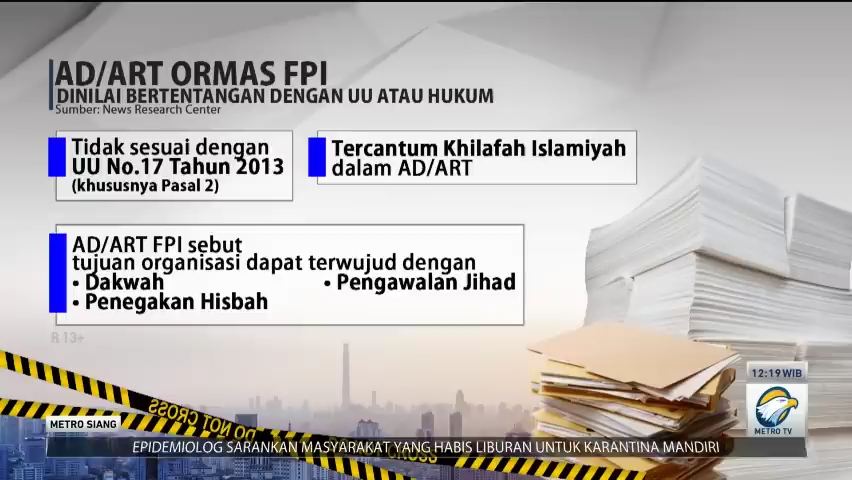 AD/ART ORMAS FPI
DINILAI BERTENTANGAN DENGAN UU ATAU HUKUM
Sumber: News Research Center
Tidak sesuai dengan
UU No.17 Tahun 2013
(khususnya Pasal 2)
Tercantum Khilafah Islamiyah
dalam AD/ART
AD/ART FPI sebut
tujuan organisasi dapat terwujud dengan
• Dakwah
• Pengawalan Jihad
• Penegakan Hisbah
R 13+
12:19 WIB
METRO TV
METRO SIANG
DO NOT CROSS
EPIDEMIOLOG SARANKAN MASYARAKAT YANG HABIS LIBURAN UNTUK KARANTINA MANDIRI